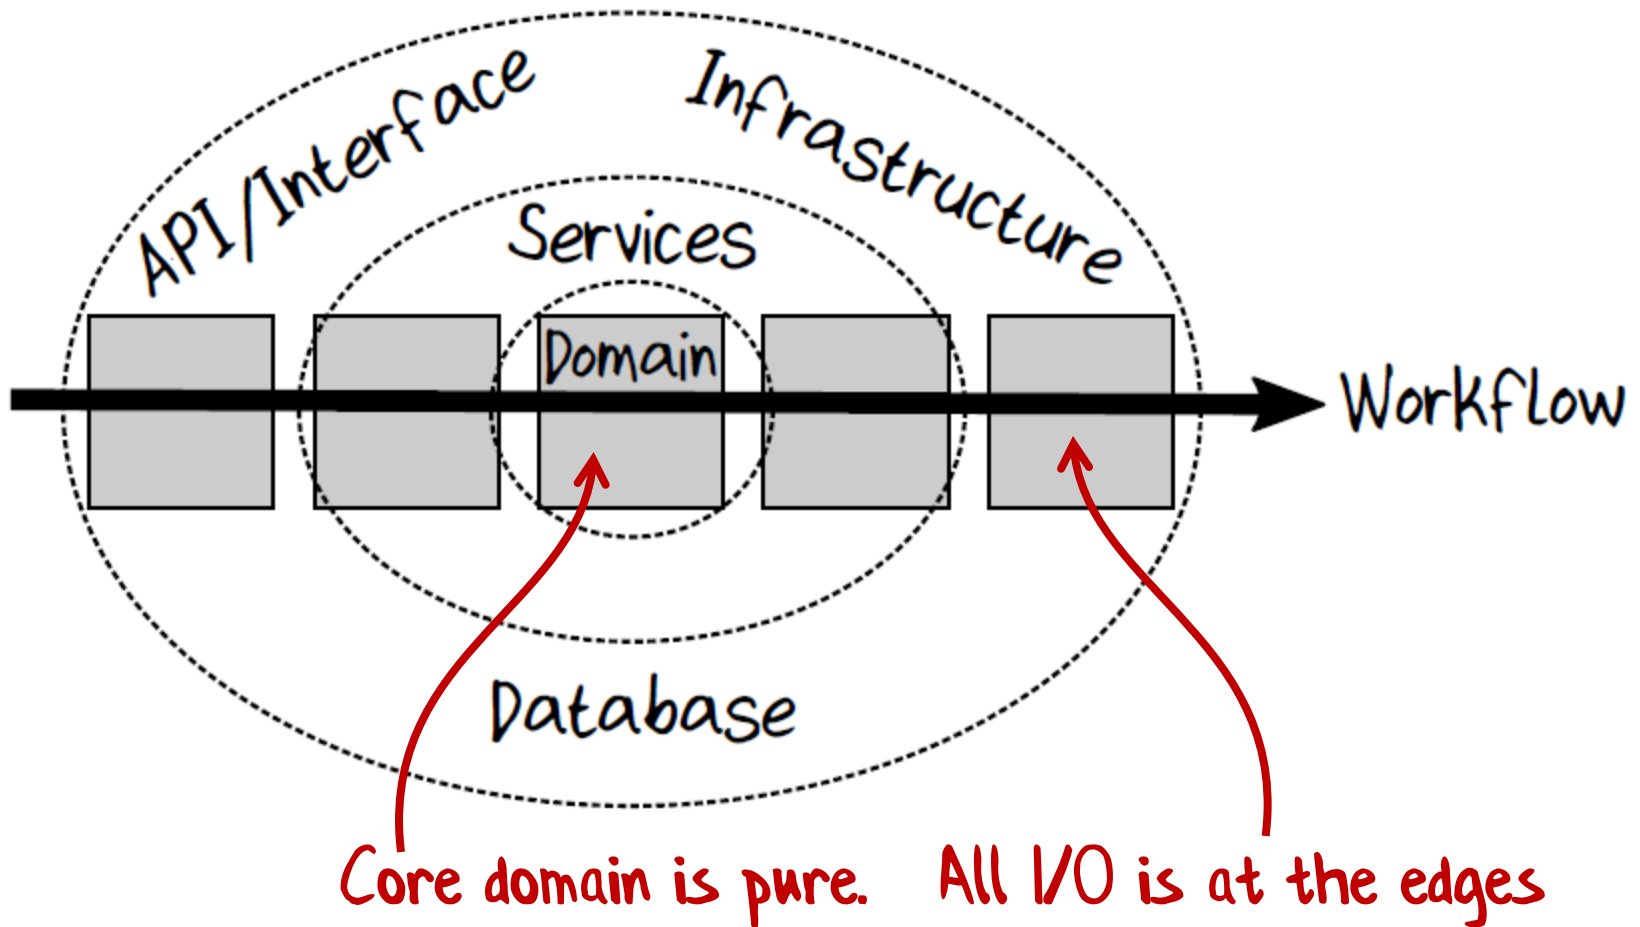 API/Interface
Infrastructure
Services
Domain
Workflow
Database
Core domain is pure.
All I/O is at the edges